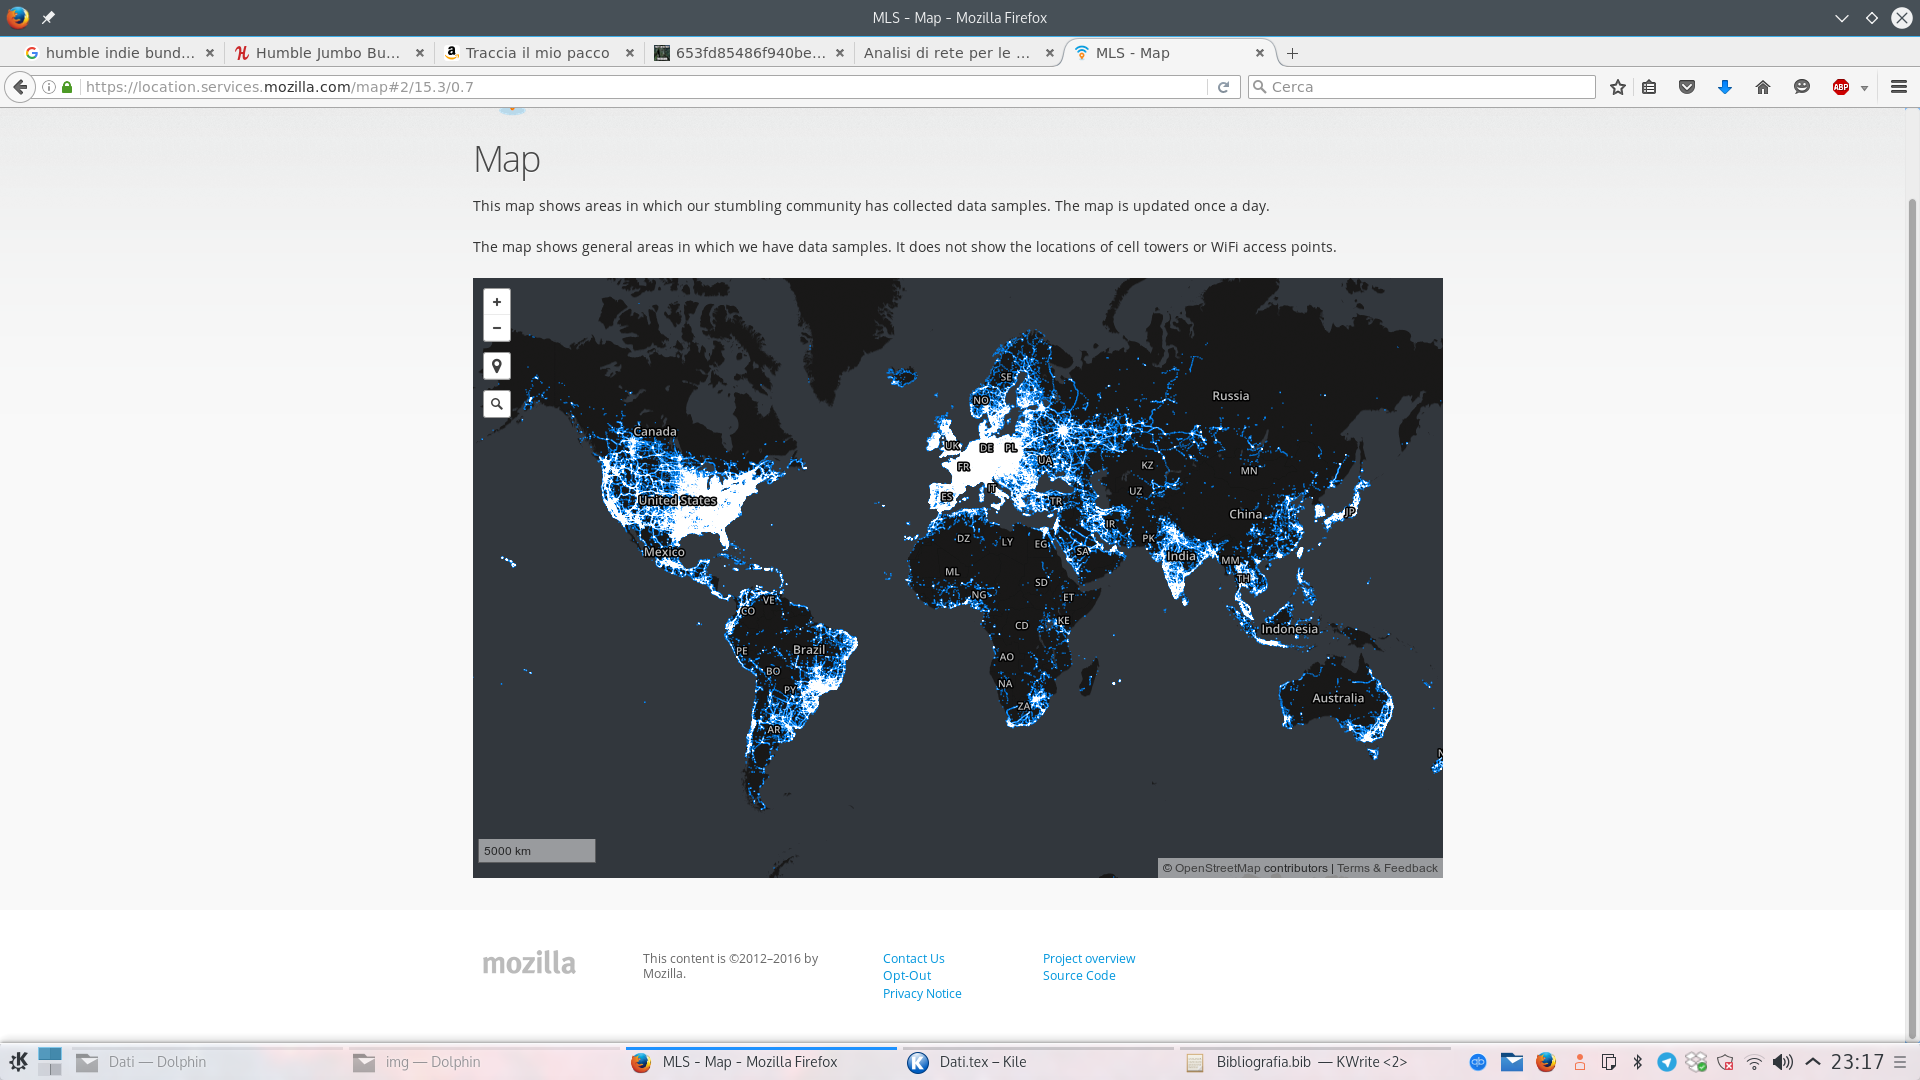 MLS - Map - Mozilla Firefox
humble indie bund...
Humble Jumbo Bu...
Traccia il mio pacco
653fd85486f940be...
Analisi di rete per le ...
MLS - Map
https://location.services.mozilla.com/map#2/15.3/0.7
Cerca
ABP
Map
This map shows areas in which our stumbling community has collected data samples. The map is updated once a day.
The map shows general areas in which we have data samples. It does not show the locations of cell towers or WiFi access points.
+
−
SE
Russia
NO
Canada
UK
DE
PL
UA
FR
KZ
MN
IT
UZ
ES
United States
TR
JP
China
IR
DZ
LY
EG
PK
SA
Mexico
India
MM
ML
TH
SD
NG
ET
VE
CO
KE
CD
Indonesia
Brazil
PE
AO
BO
NA
PY
Australia
ZA
AR
5000 km
© OpenStreetMap contributors | Terms & Feedback
mozilla
This content is ©2012–2016 by
Mozilla.
Contact Us
Opt-Out
Privacy Notice
Project overview
Source Code
Dati — Dolphin
img — Dolphin
MLS - Map - Mozilla Firefox
Dati.tex – Kile
Bibliografia.bib — KWrite <2>
qb
23:17